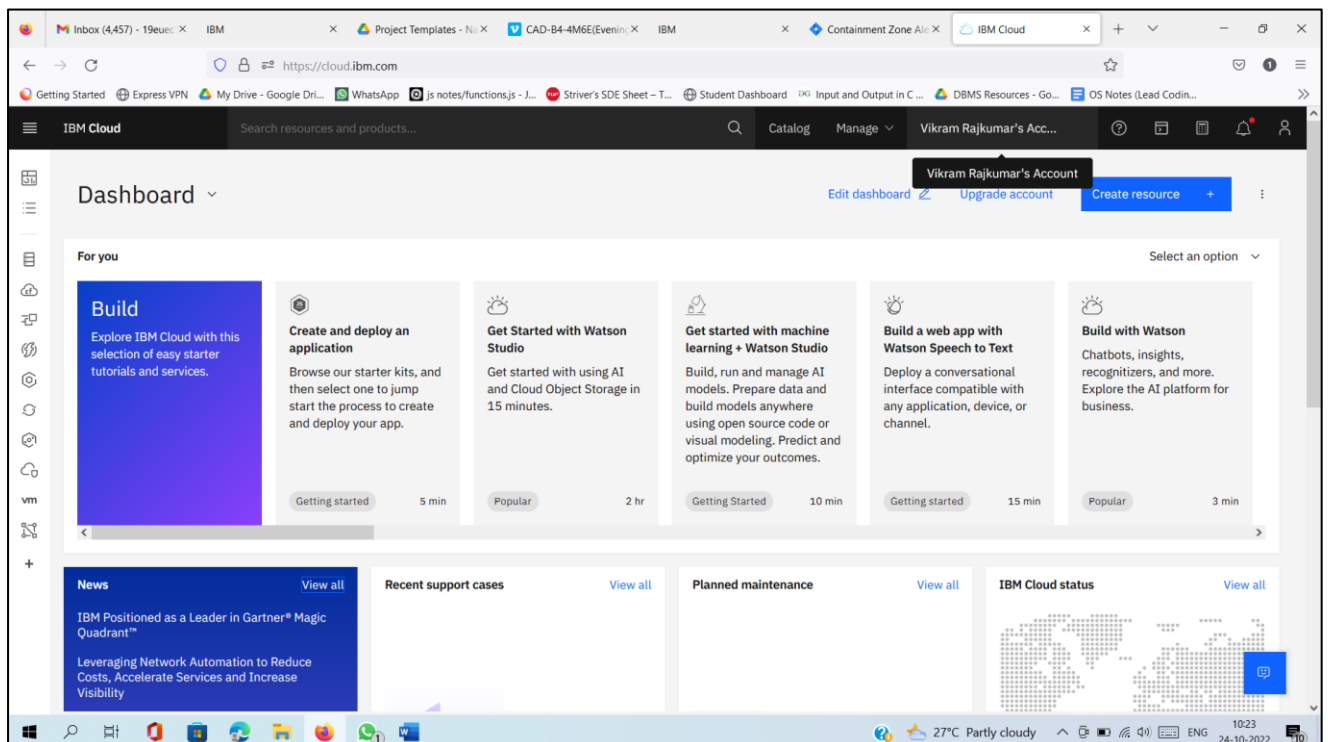 Inbox (4,457) - 19euec IBM Project Templates - Na CAD-B4-4M6E(Evening IBM Containment Zone Ale IBM Cloud
https://cloud.ibm.com
1
Getting Started Express VPN My Drive - Google Dri... WhatsApp js notes/functions.js - J... Striver's SDE Sheet – T... Student Dashboard Input and Output in C ... DBMS Resources - Go... OS Notes (Lead Codin...
IBM Cloud Search resources and products... Catalog Manage Vikram Rajkumar's Acc...
Vikram Rajkumar's Account
Dashboard Edit dashboard Upgrade account Create resource +
For you Select an option
Build
Explore IBM Cloud with this
selection of easy starter
tutorials and services.
Create and deploy an
application
Browse our starter kits, and
then select one to jump
start the process to create
and deploy your app.
Getting started 5 min
Get Started with Watson
Studio
Get started with using AI
and Cloud Object Storage in
15 minutes.
Popular 2 hr
Get started with machine
learning + Watson Studio
Build, run and manage AI
models. Prepare data and
build models anywhere
using open source code or
visual modeling. Predict and
optimize your outcomes.
Getting Started 10 min
Build a web app with
Watson Speech to Text
Deploy a conversational
interface compatible with
any application, device, or
channel.
Getting started 15 min
Build with Watson
Chatbots, insights,
recognitizers, and more.
Explore the AI platform for
business.
Popular 3 min
vm
News View all
IBM Positioned as a Leader in Gartner® Magic
Quadrant™
Leveraging Network Automation to Reduce
Costs, Accelerate Services and Increase
Visibility
Recent support cases View all
Planned maintenance View all
IBM Cloud status View all
27°C Partly cloudy ENG 10:23
24-10-2022